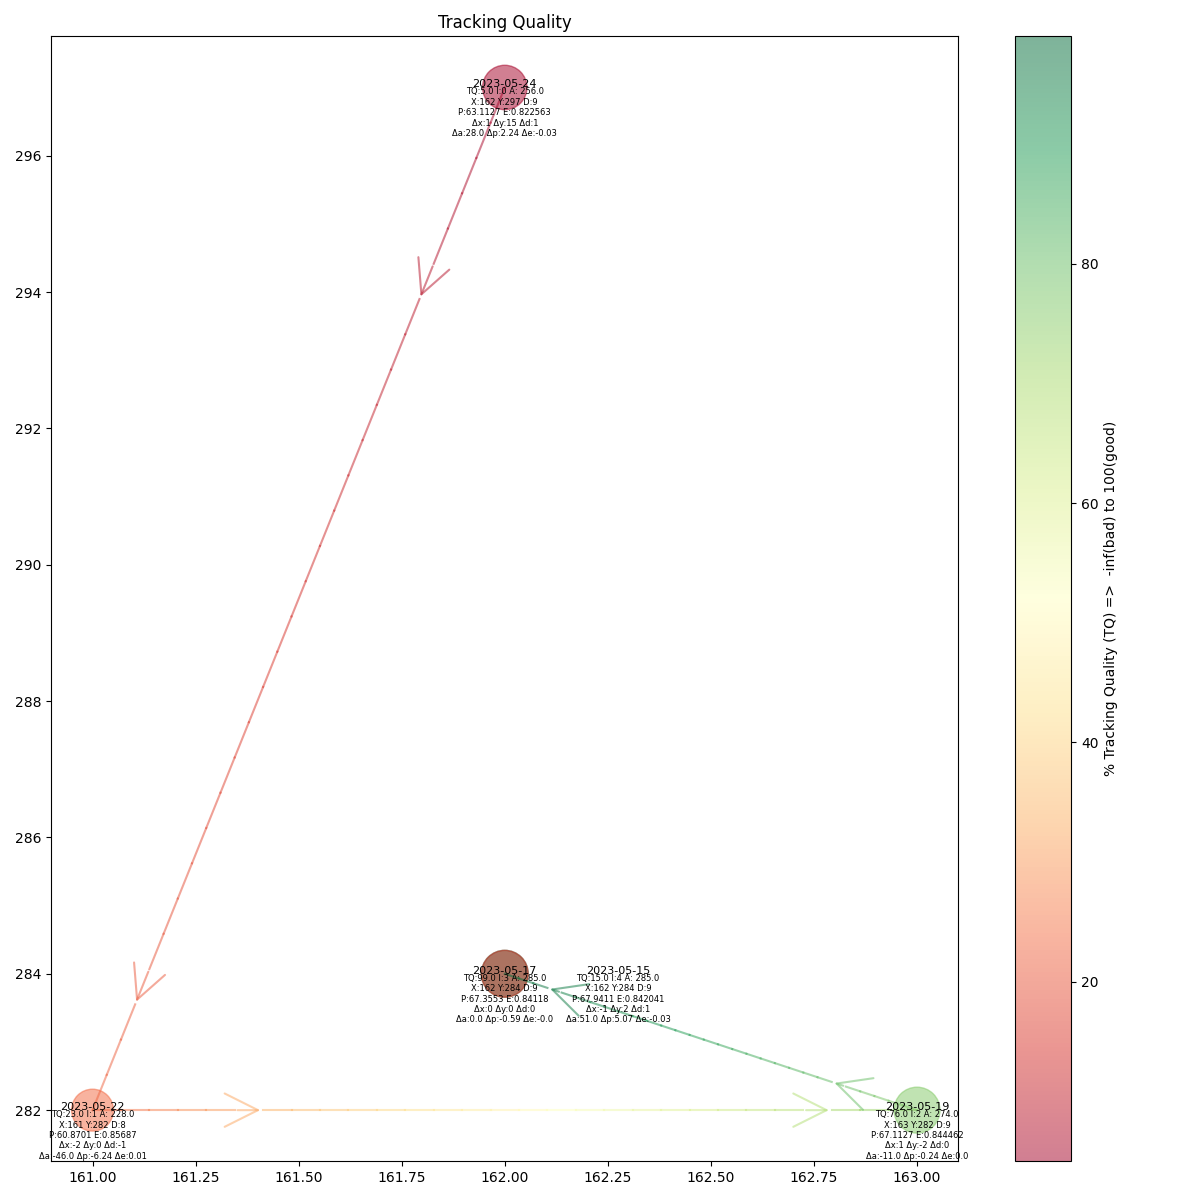 Tracking Quality
2023-05-24
TQ:5.0 I:0 A: 256.0
X:162 Y:297 D:9
P:63.1127 E:0.822563
Δx:1 Δy:15 Δd:1
Δa:28.0 Δp:2.24 Δe:-0.03
2023-05-17
TQ:99.0 I:3 A: 285.0
X:162 Y:284 D:9
P:67.3553 E:0.84118
Δx:0 Δy:0 Δd:0
Δa:0.0 Δp:-0.59 Δe:-0.0
2023-05-15
TQ:15.0 I:4 A: 285.0
X:162 Y:284 D:9
P:67.9411 E:0.842041
Δx:-1 Δy:2 Δd:1
Δa:51.0 Δp:5.07 Δe:-0.03
2023-05-22
TQ:23.0 I:1 A: 228.0
X:161 Y:282 D:8
P:60.8701 E:0.85687
Δx:-2 Δy:0 Δd:-1
Δa:-46.0 Δp:-6.24 Δe:0.01
2023-05-19
TQ:76.0 I:2 A: 274.0
X:163 Y:282 D:9
P:67.1127 E:0.844462
Δx:1 Δy:-2 Δd:0
Δa:-11.0 Δp:-0.24 Δe:0.0
296
294
292
290
288
286
284
282
161.00 161.25 161.50 161.75 162.00 162.25 162.50 162.75 163.00
80
60
40
20
% Tracking Quality (TQ) => -inf(bad) to 100(good)